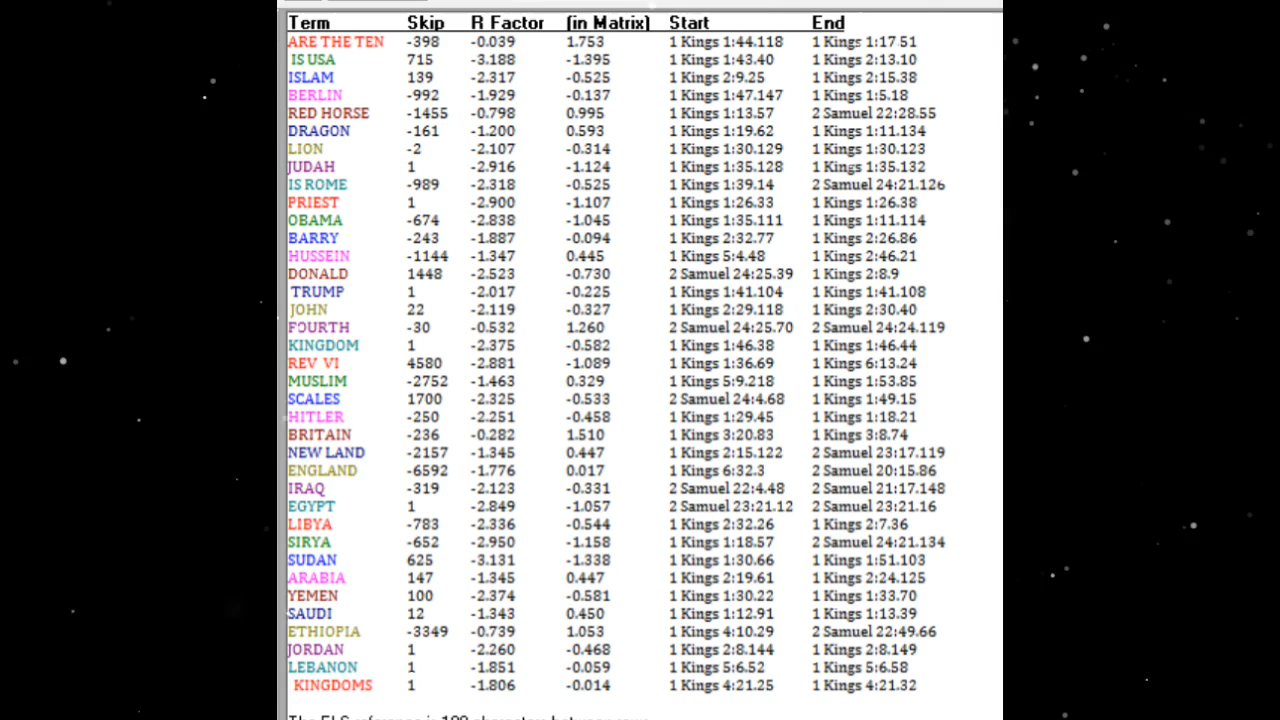 Term Skip R Factor (in Matrix) Start End
ARE THE TEN -398 -0.039 1.753 1 Kings 1:44.118 1 Kings 1:17.51
IS USA 715 -3.188 -1.395 1 Kings 1:43.40 1 Kings 2:13.10
ISLAM 139 -2.317 -0.525 1 Kings 2:9.25 1 Kings 2:15.38
BERLIN -992 -1.929 -0.137 1 Kings 1:47.147 1 Kings 1:5.18
RED HORSE -1455 -0.798 0.995 1 Kings 1:13.57 2 Samuel 22:28.55
DRAGON -161 -1.200 0.593 1 Kings 1:19.62 1 Kings 1:11.134
LION -2 -2.107 -0.314 1 Kings 1:30.129 1 Kings 1:30.123
JUDAH 1 -2.916 -1.124 1 Kings 1:35.128 1 Kings 1:35.132
IS ROME -989 -2.318 -0.525 1 Kings 1:39.14 2 Samuel 24:21.126
PRIEST 1 -2.900 -1.107 1 Kings 1:26.33 1 Kings 1:26.38
OBAMA -674 -2.838 -1.045 1 Kings 1:35.111 1 Kings 1:11.114
BARRY -243 -1.887 -0.094 1 Kings 2:32.77 1 Kings 2:26.86
HUSSEIN -1144 -1.347 0.445 1 Kings 5:4.48 1 Kings 2:46.21
DONALD 1448 -2.523 -0.730 2 Samuel 24:25.39 1 Kings 2:8.9
TRUMP 1 -2.017 -0.225 1 Kings 1:41.104 1 Kings 1:41.108
JOHN 22 -2.119 -0.327 1 Kings 2:29.118 1 Kings 2:30.40
FOURTH -30 -0.532 1.260 2 Samuel 24:25.70 2 Samuel 24:24.119
KINGDOM 1 -2.375 -0.582 1 Kings 1:46.38 1 Kings 1:46.44
REV VI 4580 -2.881 -1.089 1 Kings 1:36.69 1 Kings 6:13.24
MUSLIM -2752 -1.463 0.329 1 Kings 5:9.218 1 Kings 1:53.85
SCALES 1700 -2.325 -0.533 2 Samuel 24:4.68 1 Kings 1:49.15
HITLER -250 -2.251 -0.458 1 Kings 1:29.45 1 Kings 1:18.21
BRITAIN -236 -0.282 1.510 1 Kings 3:20.83 1 Kings 3:8.74
NEW LAND -2157 -1.345 0.447 1 Kings 2:15.122 2 Samuel 23:17.119
ENGLAND -6592 -1.776 0.017 1 Kings 6:32.3 2 Samuel 20:15.86
IRAQ -319 -2.123 -0.331 2 Samuel 22:4.48 2 Samuel 21:17.148
EGYPT 1 -2.849 -1.057 2 Samuel 23:21.12 2 Samuel 23:21.16
LIBYA -783 -2.336 -0.544 1 Kings 2:32.26 1 Kings 2:7.36
SIRYA -652 -2.950 -1.158 1 Kings 1:18.57 2 Samuel 24:21.134
SUDAN 625 -3.131 -1.338 1 Kings 1:30.66 1 Kings 1:51.103
ARABIA 147 -1.345 0.447 1 Kings 2:19.61 1 Kings 2:24.125
YEMEN 100 -2.374 -0.581 1 Kings 1:30.22 1 Kings 1:33.70
SAUDI 12 -1.343 0.450 1 Kings 1:12.91 1 Kings 1:13.39
ETHIOPIA -3349 -0.739 1.053 1 Kings 4:10.29 2 Samuel 22:49.66
JORDAN 1 -2.260 -0.468 1 Kings 2:8.144 1 Kings 2:8.149
LEBANON 1 -1.851 -0.059 1 Kings 5:6.52 1 Kings 5:6.58
KINGDOMS 1 -1.806 -0.014 1 Kings 4:21.25 1 Kings 4:21.32
The ELS reference is 100 characters between rows